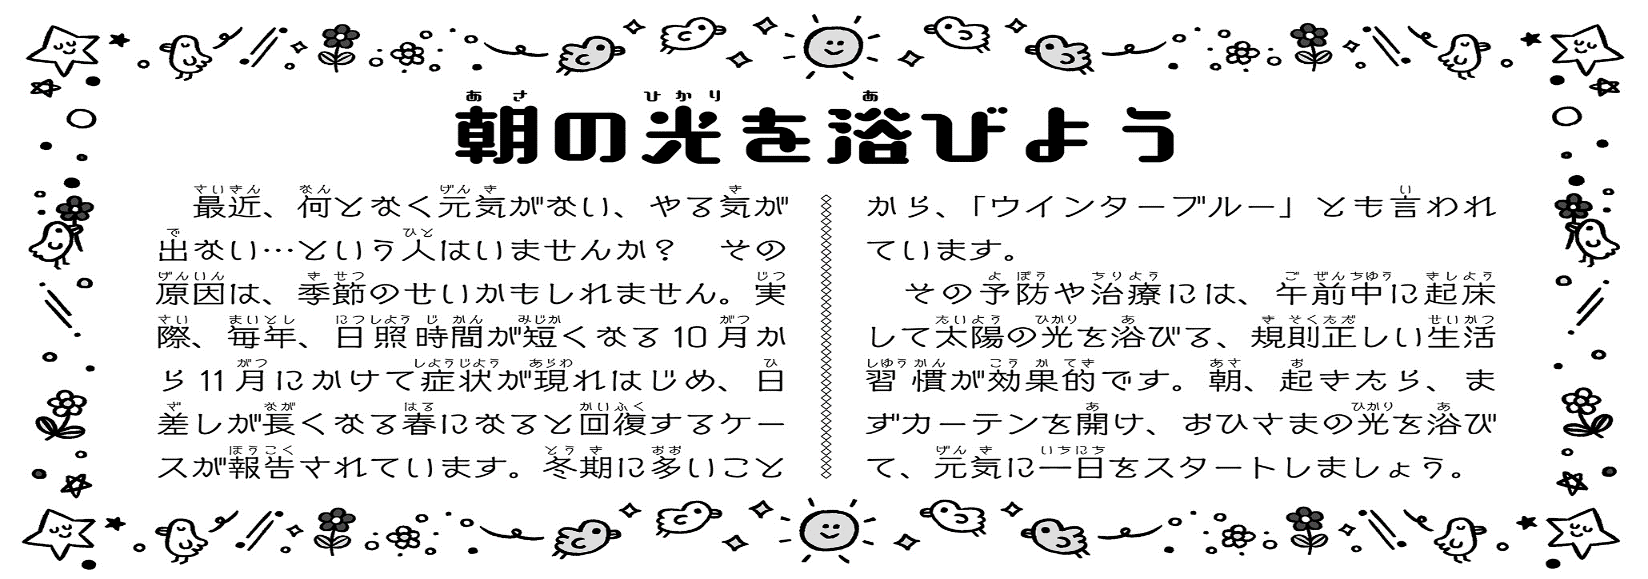 朝の光を浴びよう
最近、何となく元気がない、やる気が
出ない…という人はいませんか？　その
原因は、季節のせいかもしれません。実
際、毎年、日照時間が短くなる10月か
ら11月にかけて症状が現れはじめ、日
差しが長くなる春になると回復するケー
スが報告されています。冬期に多いこと
から、「ウインターブルー」とも言われ
ています。
その予防や治療には、午前中に起床
して太陽の光を浴びる、規則正しい生活
習慣が効果的です。朝、起きたら、ま
ずカーテンを開け、おひさまの光を浴び
て、元気に一日をスタートしましょう。